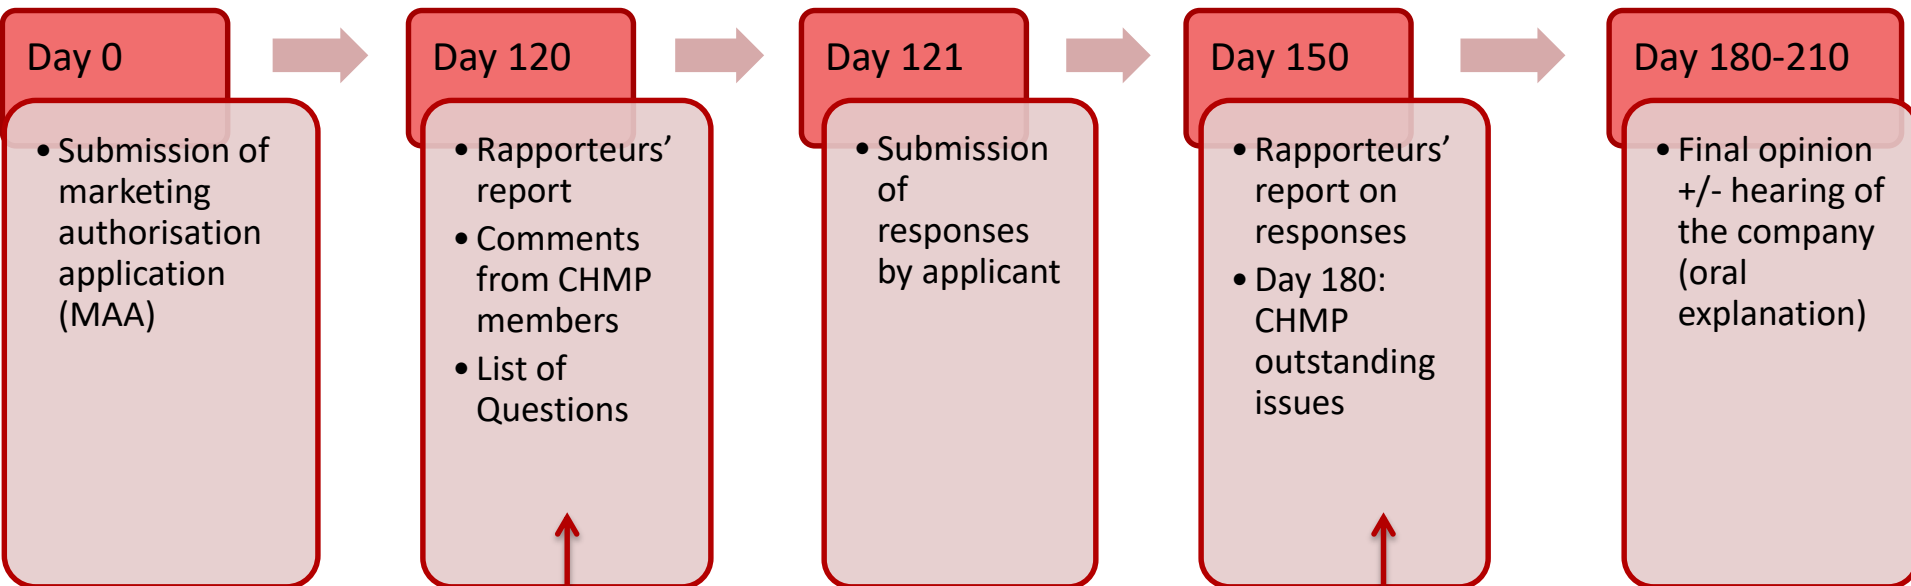 Day 0
• Submission of
marketing
authorisation
application
(MAA)
Day 120
• Rapporteurs’
report
• Comments
from CHMP
members
• List of
Questions
Day 121
• Submission
of
responses
by applicant
Day 150
• Rapporteurs’
report on
responses
• Day 180:
CHMP
outstanding
issues
Day 180-210
• Final opinion
+/- hearing of
the company
(oral
explanation)